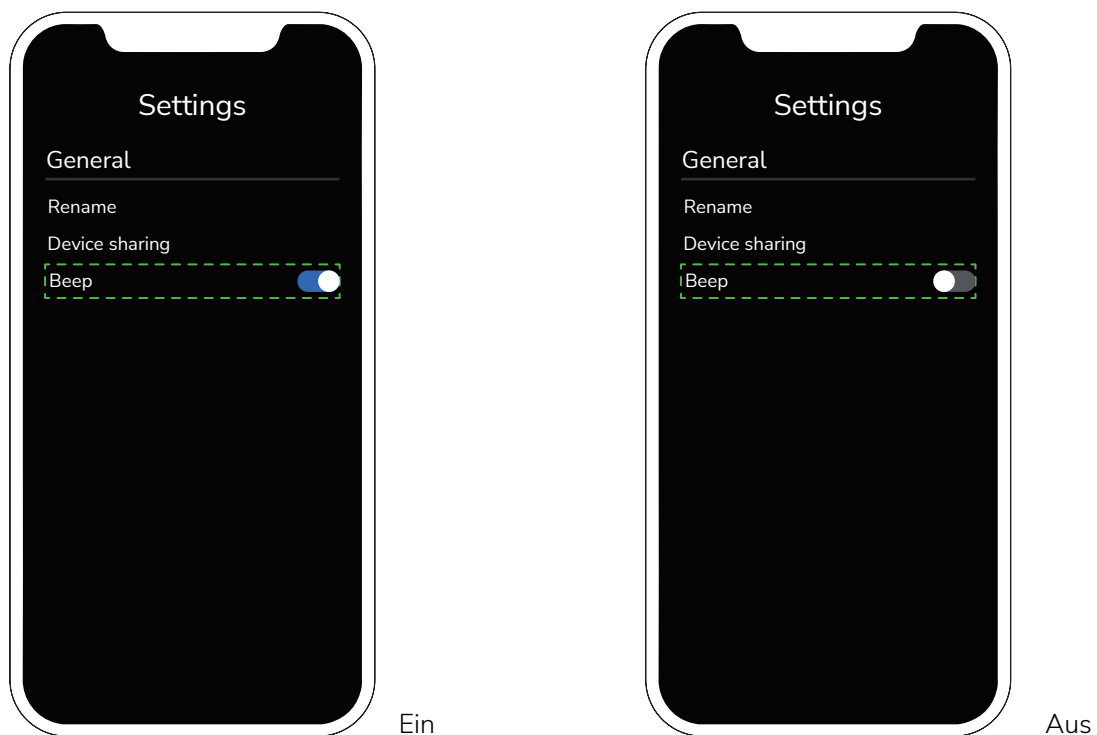 Settings
General
Rename
Device sharing
Beep
Ein
Settings
General
Rename
Device sharing
Beep
Aus